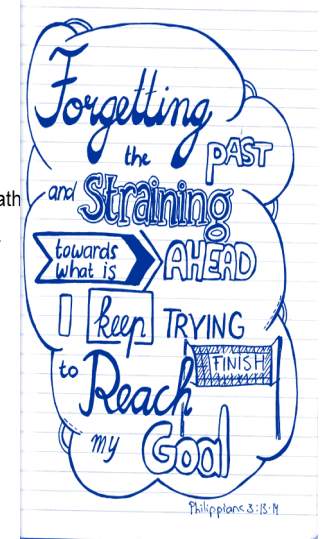 Forgetting
the PAST
and Straining
towards
what is AHEAD
I keep TRYING
FINISH
to Reach
my Goal
Philippians 3:13-14
ath